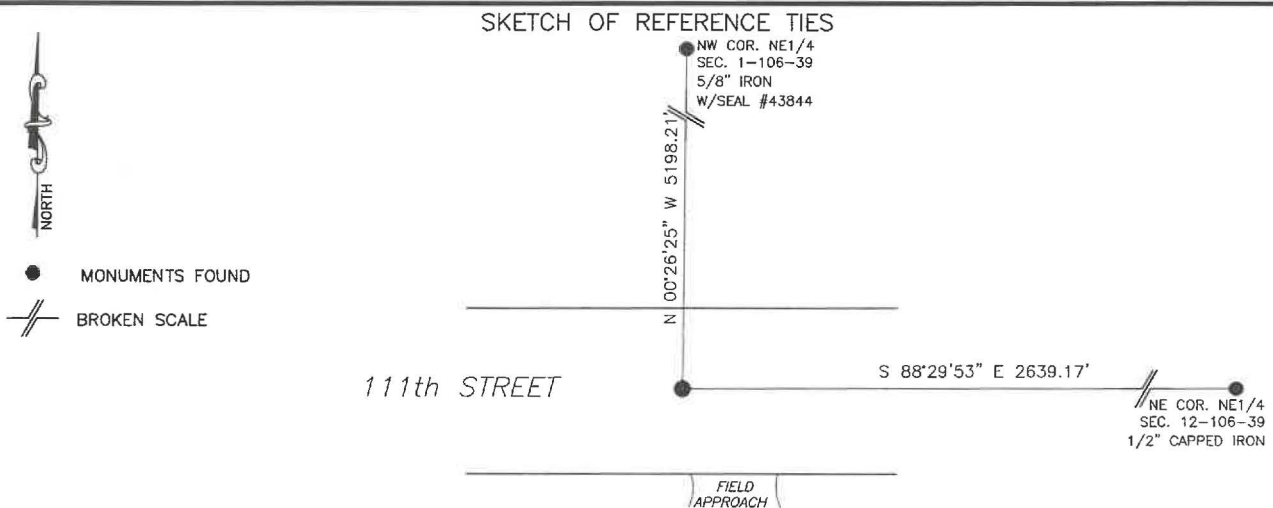 SKETCH OF REFERENCE TIES
NW COR. NE1/4
SEC. 1-106-39
5/8" IRON
W/SEAL #43844
NORTH
N 00°26'25" W 5198.21'
MONUMENTS FOUND
BROKEN SCALE
111th STREET
S 88°29'53" E 2639.17'
NE COR. NE1/4
SEC. 12-106-39
1/2" CAPPED IRON
FIELD
APPROACH